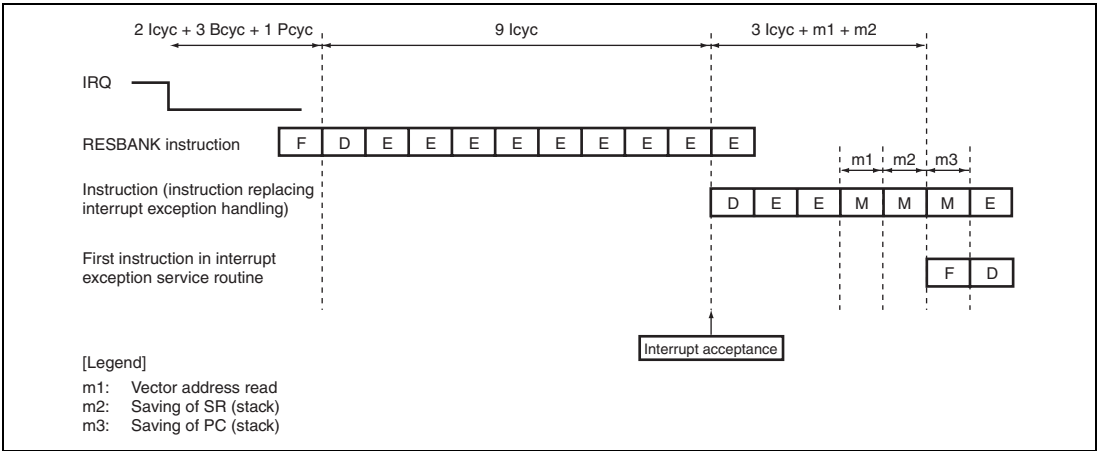 2 Icyc + 3 Bcyc + 1 Pcyc 9 Icyc 3 Icyc + m1 + m2
IRQ
RESBANK instruction F D E E E E E E E E E
m1 m2 m3
Instruction (instruction replacing
interrupt exception handling) D E E M M M E
First instruction in interrupt
exception service routine F D
Interrupt acceptance
[Legend]
m1: Vector address read
m2: Saving of SR (stack)
m3: Saving of PC (stack)